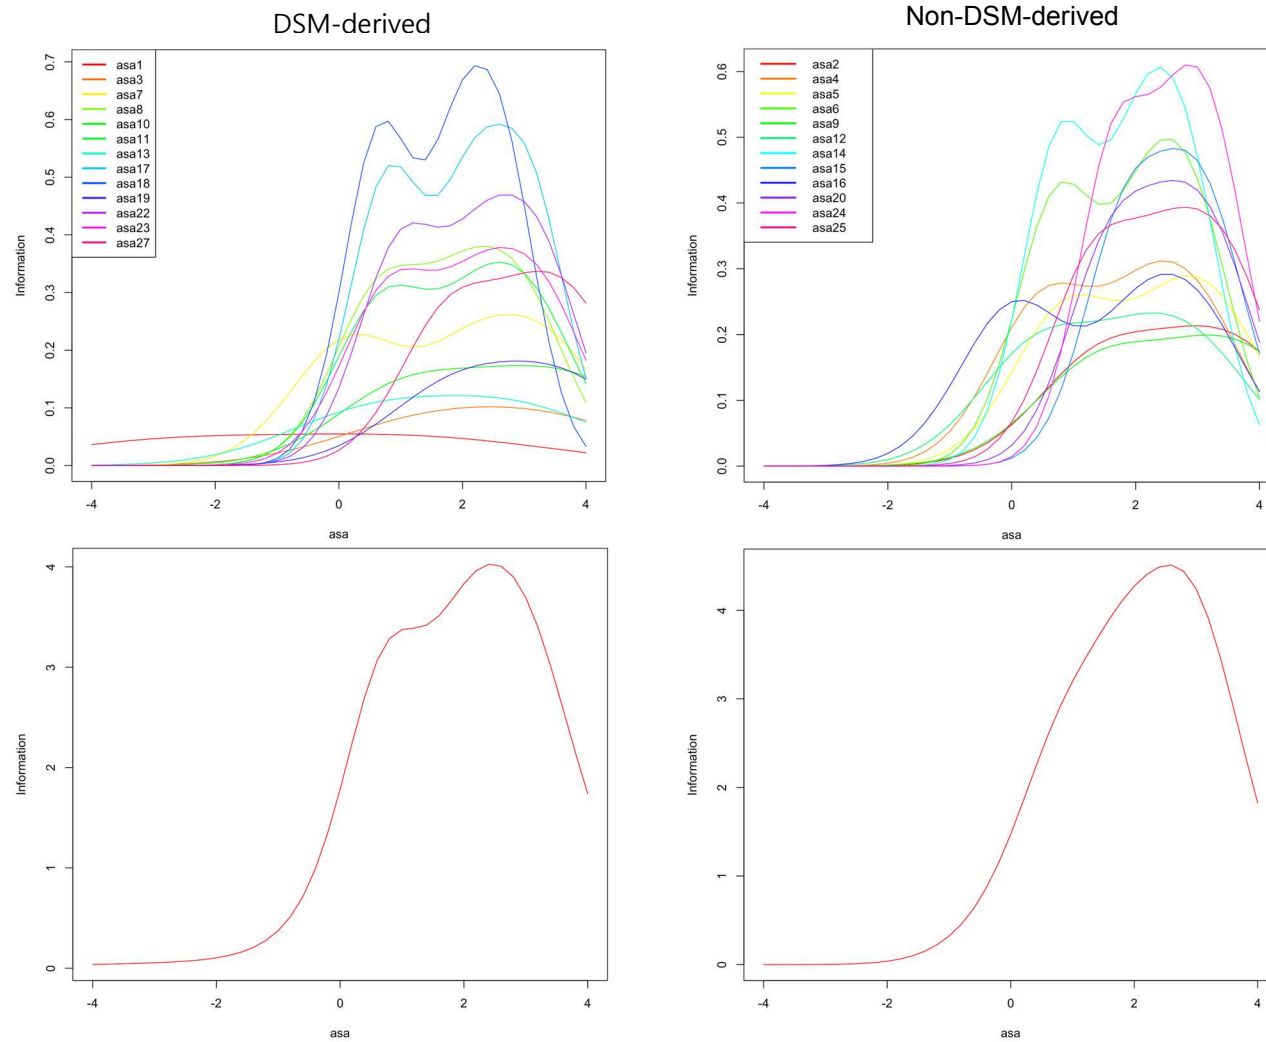 DSM-derived
Non-DSM-derived
0.7
0.6
0.5
0.4
0.3
0.2
0.1
0.0
Information
asa1
asa3
asa7
asa8
asa10
asa11
asa13
asa17
asa18
asa19
asa22
asa23
asa27
-4
-2
0
2
4
asa
0.6
0.5
0.4
0.3
0.2
0.1
0.0
Information
asa2
asa4
asa5
asa6
asa9
asa12
asa14
asa15
asa16
asa20
asa24
asa25
-4
-2
0
2
4
asa
4
3
2
1
0
Information
-4
-2
0
2
4
asa
4
3
2
1
0
Information
-4
-2
0
2
4
asa